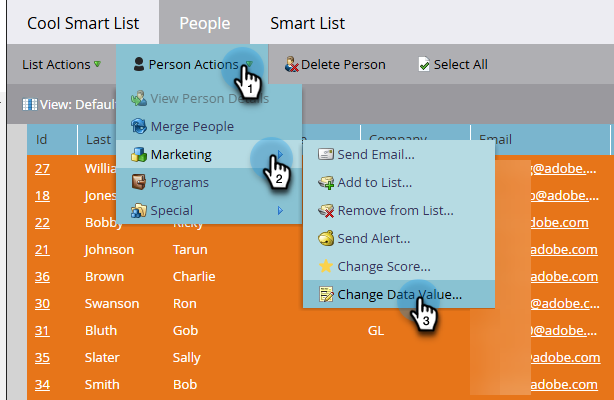 Cool Smart List People Smart List
List Actions Person Actions Delete Person Select All
View: Defaul
View Person Details
Id Last Company Email
Merge People
27 Willia @adobe....
Marketing Send Email...
18 Jones adobe.com
Programs Add to List...
22 Bobby Ricky adobe.com
Special Remove from List...
21 Johnson Tarun adobe.com
Send Alert...
36 Brown Charlie adobe.com
Change Score...
30 Swanson Ron @adobe.c...
Change Data Value...
31 Bluth Gob GL @adobe....
35 Slater Sally adobe.com
34 Smith Bob adobe.com
1
2
3